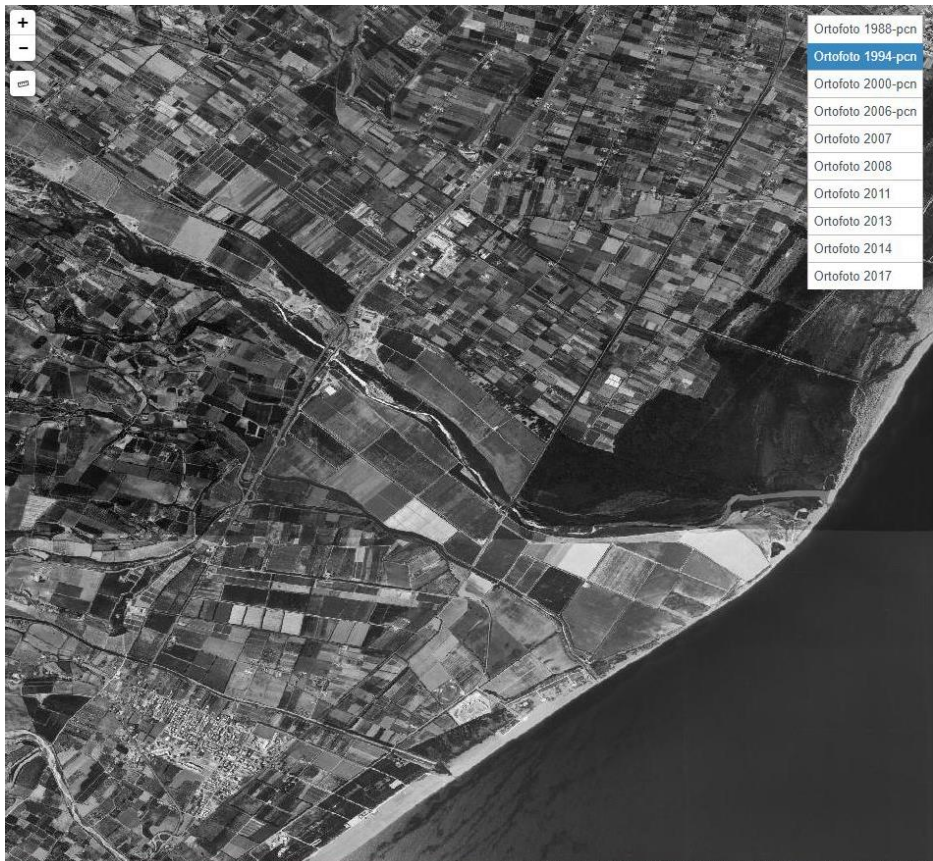 +
−
Ortofoto 1988-pcn
Ortofoto 1994-pcn
Ortofoto 2000-pcn
Ortofoto 2006-pcn
Ortofoto 2007
Ortofoto 2008
Ortofoto 2011
Ortofoto 2013
Ortofoto 2014
Ortofoto 2017